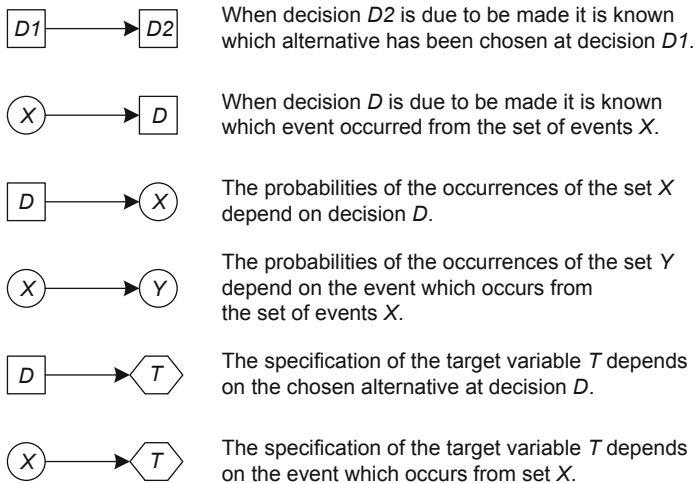 D1 D2 When decision D2 is due to be made it is known
which alternative has been chosen at decision D1.
X D When decision D is due to be made it is known
which event occurred from the set of events X.
D X The probabilities of the occurrences of the set X
depend on decision D.
X Y The probabilities of the occurrences of the set Y
depend on the event which occurs from
the set of events X.
D T The specification of the target variable T depends
on the chosen alternative at decision D.
X T The specification of the target variable T depends
on the event which occurs from set X.